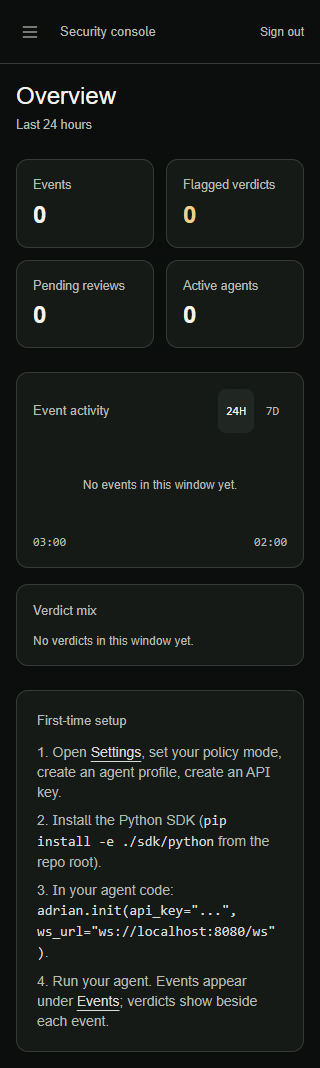 Security console
Sign out
Overview
Last 24 hours
Events
Flagged verdicts
0
0
Pending reviews
Active agents
0
0
Event activity
24H
7D
No events in this window yet.
03:00
02:00
Verdict mix
No verdicts in this window yet.
First-time setup
1. Open Settings, set your policy mode,
create an agent profile, create an API
key.
2. Install the Python SDK (pip
install -e ./sdk/python from the
repo root).
3. In your agent code:
adrian.init(api_key="...",
ws_url="ws://localhost:8080/ws"
).
4. Run your agent. Events appear
under Events; verdicts show beside
each event.